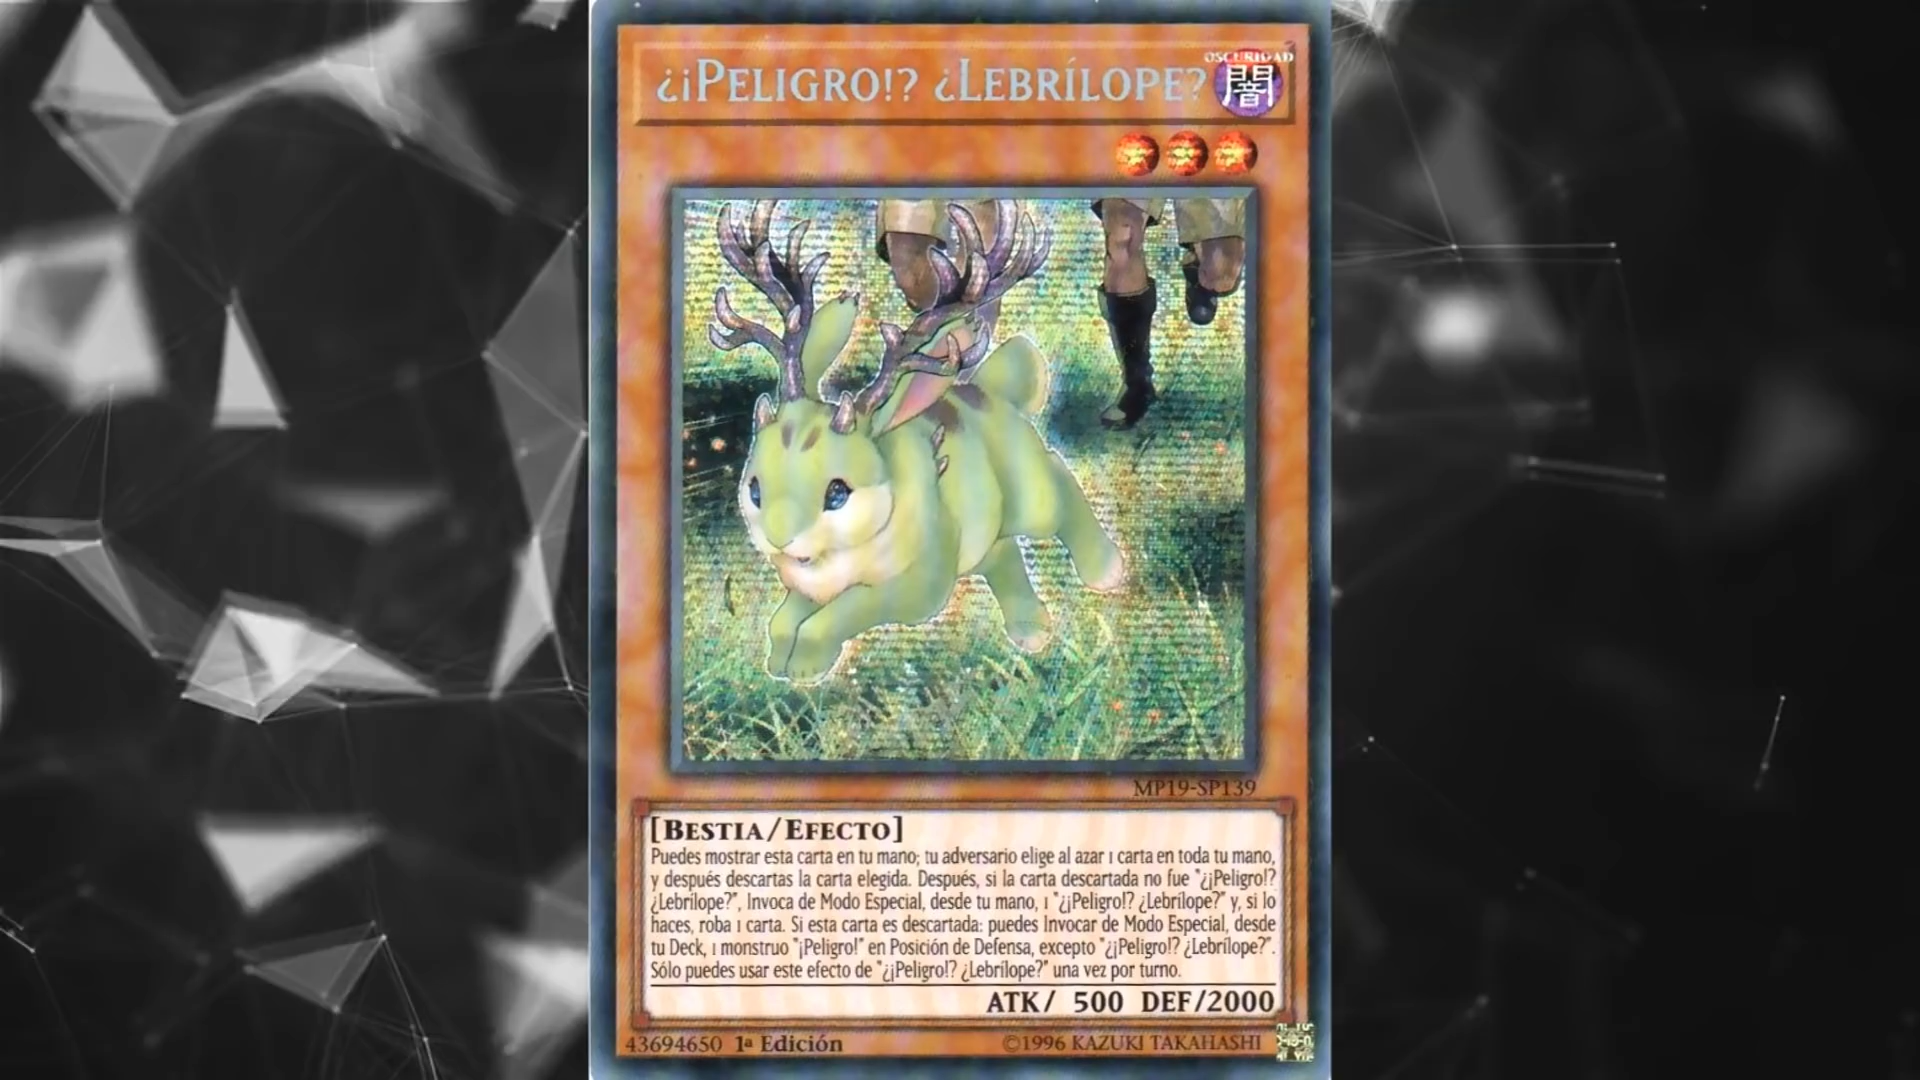 ¿¡PELIGRO!? ¿LEBRÍLOPE?
OSCURIDAD
闇
MP19-SP139
[BESTIA/EFECTO]
Puedes mostrar esta carta en tu mano; tu adversario elige al azar 1 carta en toda tu mano,
y después descartas la carta elegida. Después, si la carta descartada no fue "¿¡Peligro!?
¿Lebrílope?", Invoca de Modo Especial, desde tu mano, 1 "¿¡Peligro!? ¿Lebrílope?" y, si lo
haces, roba 1 carta. Si esta carta es descartada: puedes Invocar de Modo Especial, desde
tu Deck, 1 monstruo "¡Peligro!" en Posición de Defensa, excepto "¿¡Peligro!? ¿Lebrílope?".
Sólo puedes usar este efecto de "¿¡Peligro!? ¿Lebrílope?" una vez por turno.
ATK/ 500 DEF/2000
43694650 1ª Edición
©1996 KAZUKI TAKAHASHI